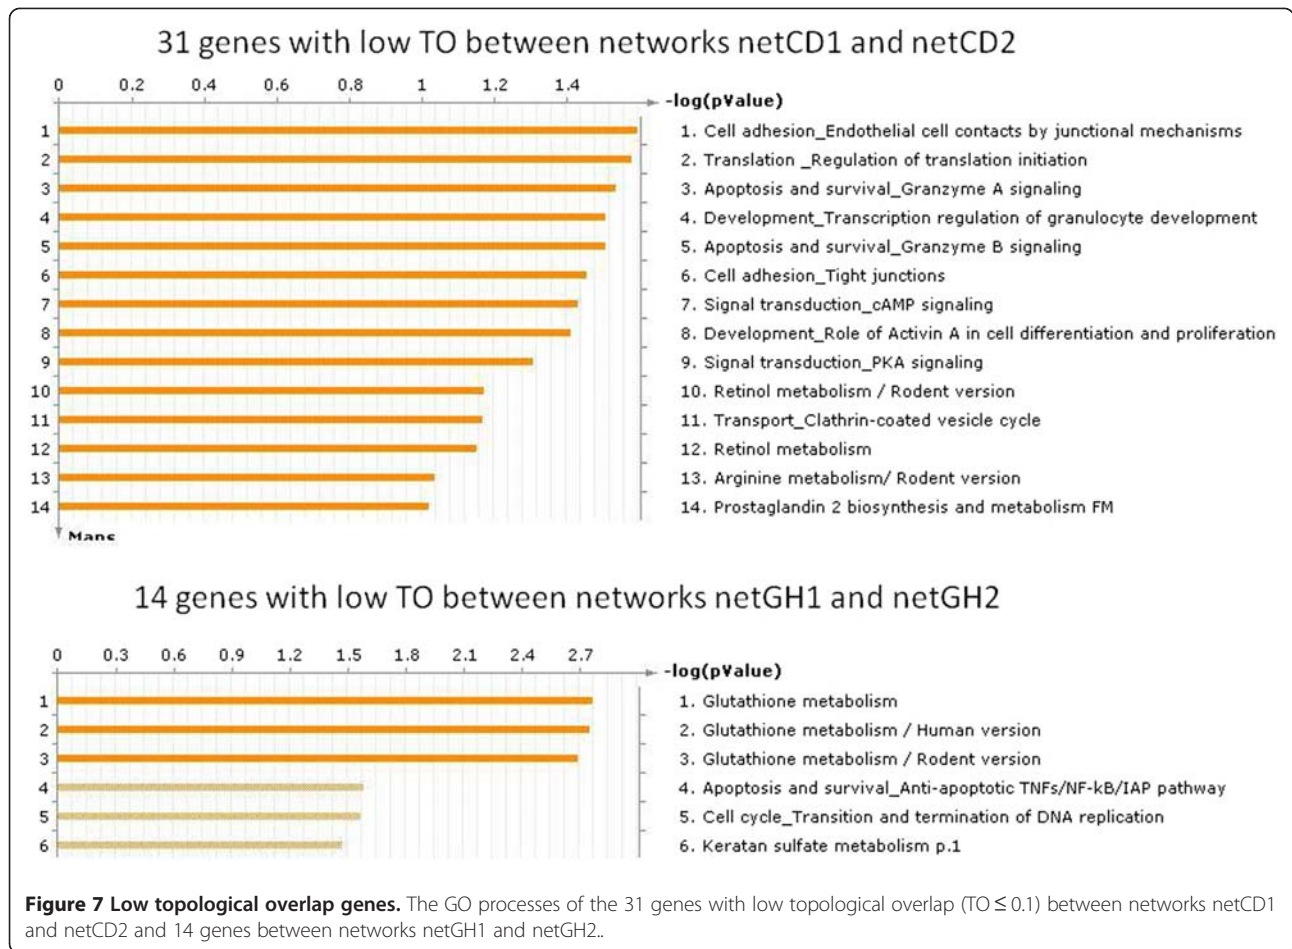 31 genes with low TO between networks netCD1 and netCD2
0 0.2 0.4 0.6 0.8 1 1.2 1.4
-log(pValue)
1 1. Cell adhesion_Endothelial cell contacts by junctional mechanisms
2 2. Translation _Regulation of translation initiation
3 3. Apoptosis and survival_Granzyme A signaling
4 4. Development_Transcription regulation of granulocyte development
5 5. Apoptosis and survival_Granzyme B signaling
6 6. Cell adhesion_Tight junctions
7 7. Signal transduction_cAMP signaling
8 8. Development_Role of Activin A in cell differentiation and proliferation
9 9. Signal transduction_PKA signaling
10 10. Retinol metabolism / Rodent version
11 11. Transport_Clathrin-coated vesicle cycle
12 12. Retinol metabolism
13 13. Arginine metabolism/ Rodent version
14 14. Prostaglandin 2 biosynthesis and metabolism FM
Maps
14 genes with low TO between networks netGH1 and netGH2
0 0.3 0.6 0.9 1.2 1.5 1.8 2.1 2.4 2.7
-log(pValue)
1 1. Glutathione metabolism
2 2. Glutathione metabolism / Human version
3 3. Glutathione metabolism / Rodent version
4 4. Apoptosis and survival_Anti-apoptotic TNFs/NF-kB/IAP pathway
5 5. Cell cycle_Transition and termination of DNA replication
6 6. Keratan sulfate metabolism p.1
Figure 7 Low topological overlap genes. The GO processes of the 31 genes with low topological overlap (TO ≤ 0.1) between networks netCD1
and netCD2 and 14 genes between networks netGH1 and netGH2..